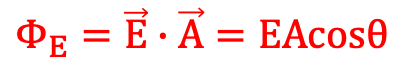 Φ_E = E⃗ · A⃗ = EAcosθ